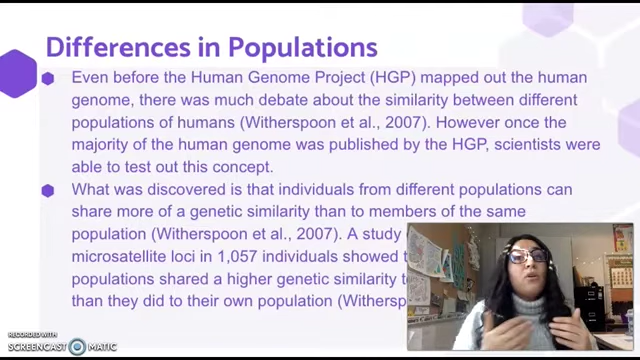 Differences in Populations
Even before the Human Genome Project (HGP) mapped out the human
genome, there was much debate about the similarity between different
populations of humans (Witherspoon et al., 2007). However once the
majority of the human genome was published by the HGP, scientists were
able to test out this concept.
What was discovered is that individuals from different populations can
share more of a genetic similarity than to members of the same
population (Witherspoon et al., 2007). A study
microsatellite loci in 1,057 individuals showed
populations shared a higher genetic similarity
than they did to their own population (Withersp
RECORDED WITH
SCREENCAST MATIC